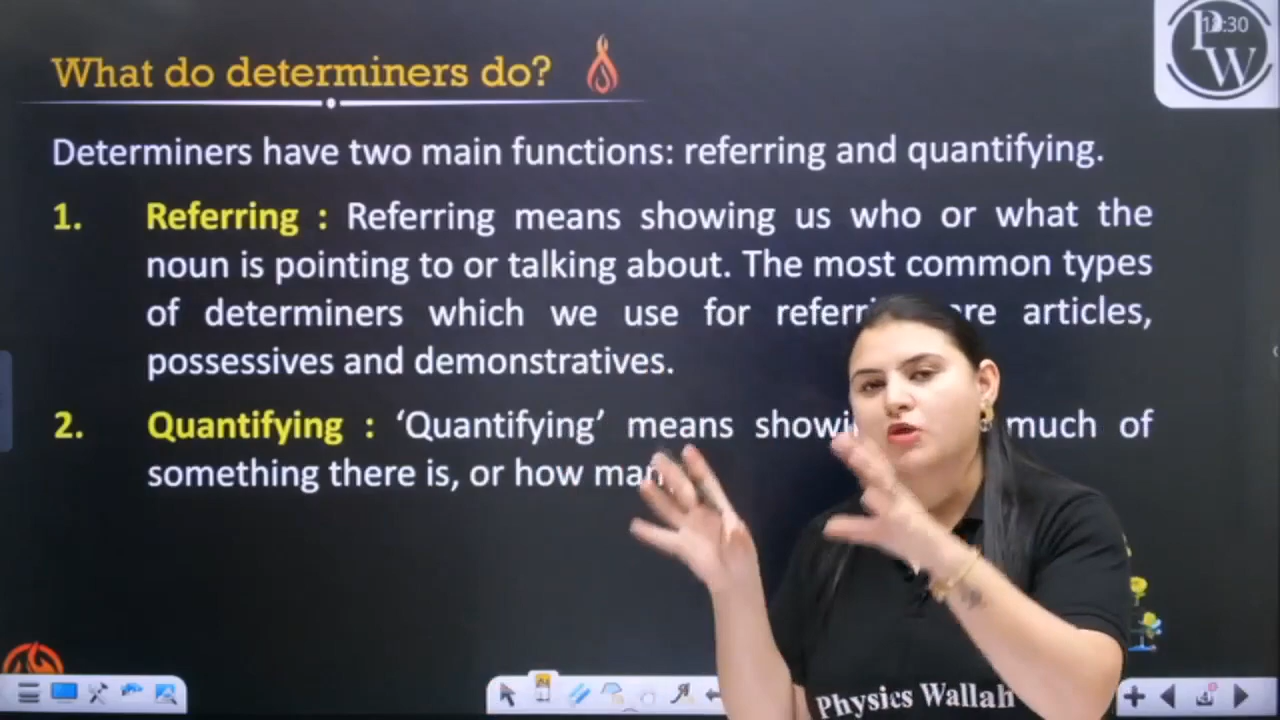 What do determiners do?
Determiners have two main functions: referring and quantifying.
1. Referring : Referring means showing us who or what the
noun is pointing to or talking about. The most common types
of determiners which we use for are articles,
possessives and demonstratives.
2. Quantifying : ‘Quantifying’ means much of
something there is, or how
PW
Physics Wallah